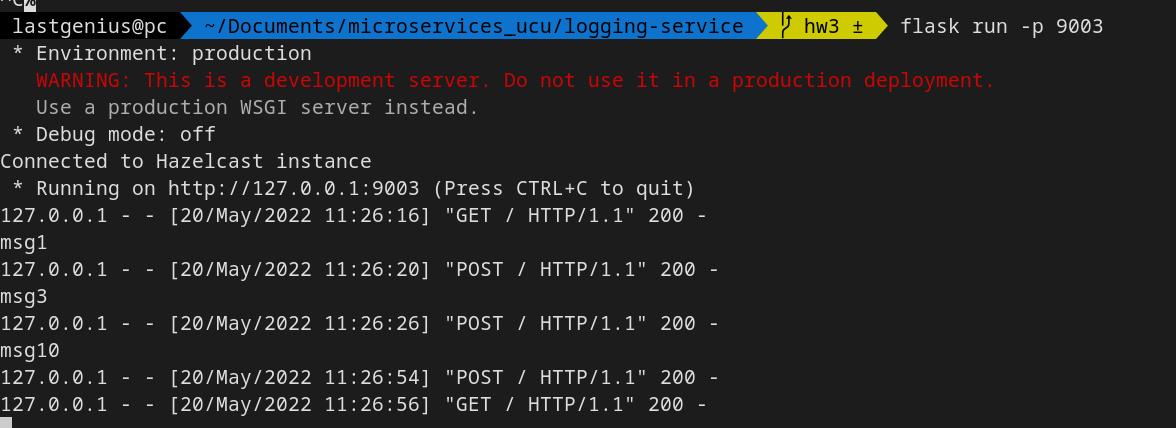 ^C%
lastgenius@pc ~/Documents/microservices_ucu/logging-service hw3 ± flask run -p 9003
* Environment: production
WARNING: This is a development server. Do not use it in a production deployment.
Use a production WSGI server instead.
* Debug mode: off
Connected to Hazelcast instance
* Running on http://127.0.0.1:9003 (Press CTRL+C to quit)
127.0.0.1 - - [20/May/2022 11:26:16] "GET / HTTP/1.1" 200 -
msg1
127.0.0.1 - - [20/May/2022 11:26:20] "POST / HTTP/1.1" 200 -
msg3
127.0.0.1 - - [20/May/2022 11:26:26] "POST / HTTP/1.1" 200 -
msg10
127.0.0.1 - - [20/May/2022 11:26:54] "POST / HTTP/1.1" 200 -
127.0.0.1 - - [20/May/2022 11:26:56] "GET / HTTP/1.1" 200 -